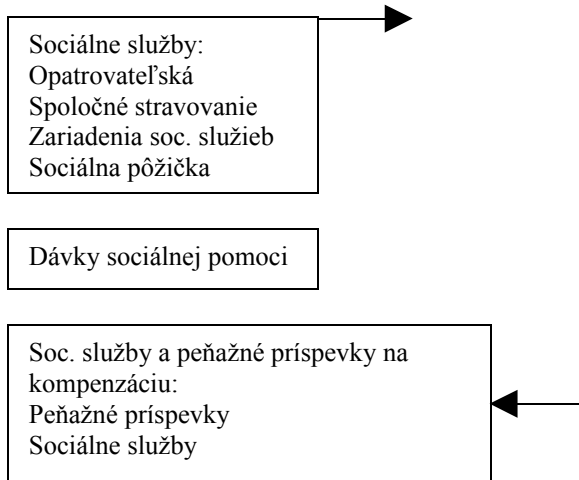 Sociálne služby:
Opatrovateľská
Spoločné stravovanie
Zariadenia soc. služieb
Sociálna pôžička
Dávky sociálnej pomoci
Soc. služby a peňažné príspevky na
kompenzáciu:
Peňažné príspevky
Sociálne služby